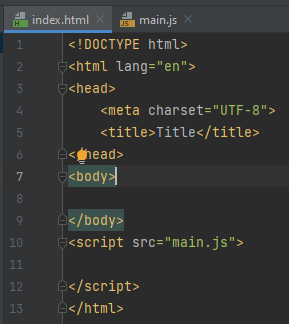 index.html main.js
1 <!DOCTYPE html>
2 <html lang="en">
3 <head>
4 <meta charset="UTF-8">
5 <title>Title</title>
6 </head>
7 <body>
8
9 </body>
10 <script src="main.js">
11
12 </script>
13 </html>